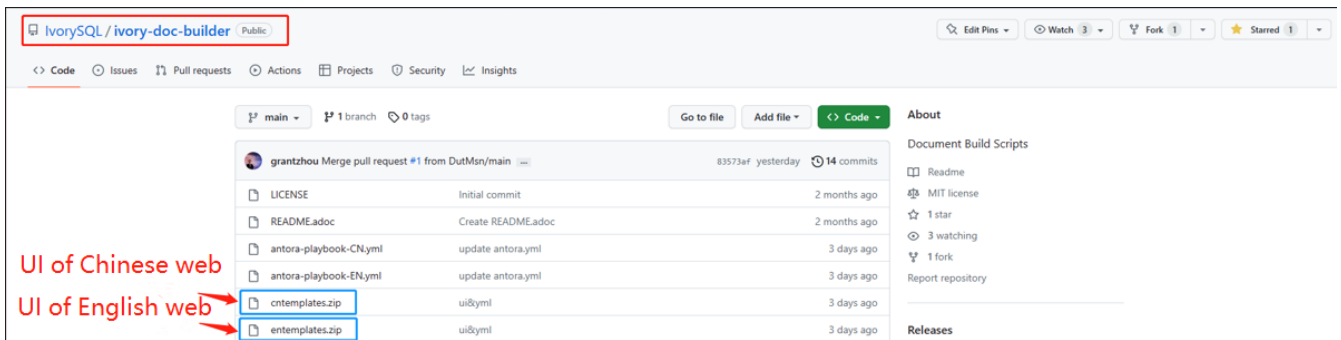 IvorySQL / ivory-doc-builder Public
Edit Pins Watch 3 Fork 1 Starred 1
Code Issues Pull requests Actions Projects Security Insights
main 1 branch 0 tags Go to file Add file Code
About
Document Build Scripts
grantzhou Merge pull request #1 from DutMsn/main ... 83573af yesterday 14 commits
Readme
LICENSE Initial commit 2 months ago
MIT license
README.adoc Create README.adoc 2 months ago
1 star
antora-playbook-CN.yml update antora.yml 3 days ago
3 watching
1 fork
UI of Chinese web
antora-playbook-EN.yml update antora.yml 3 days ago
Report repository
cntemplates.zip ui&yml 3 days ago
UI of English web
entemplates.zip ui&yml 3 days ago
Releases